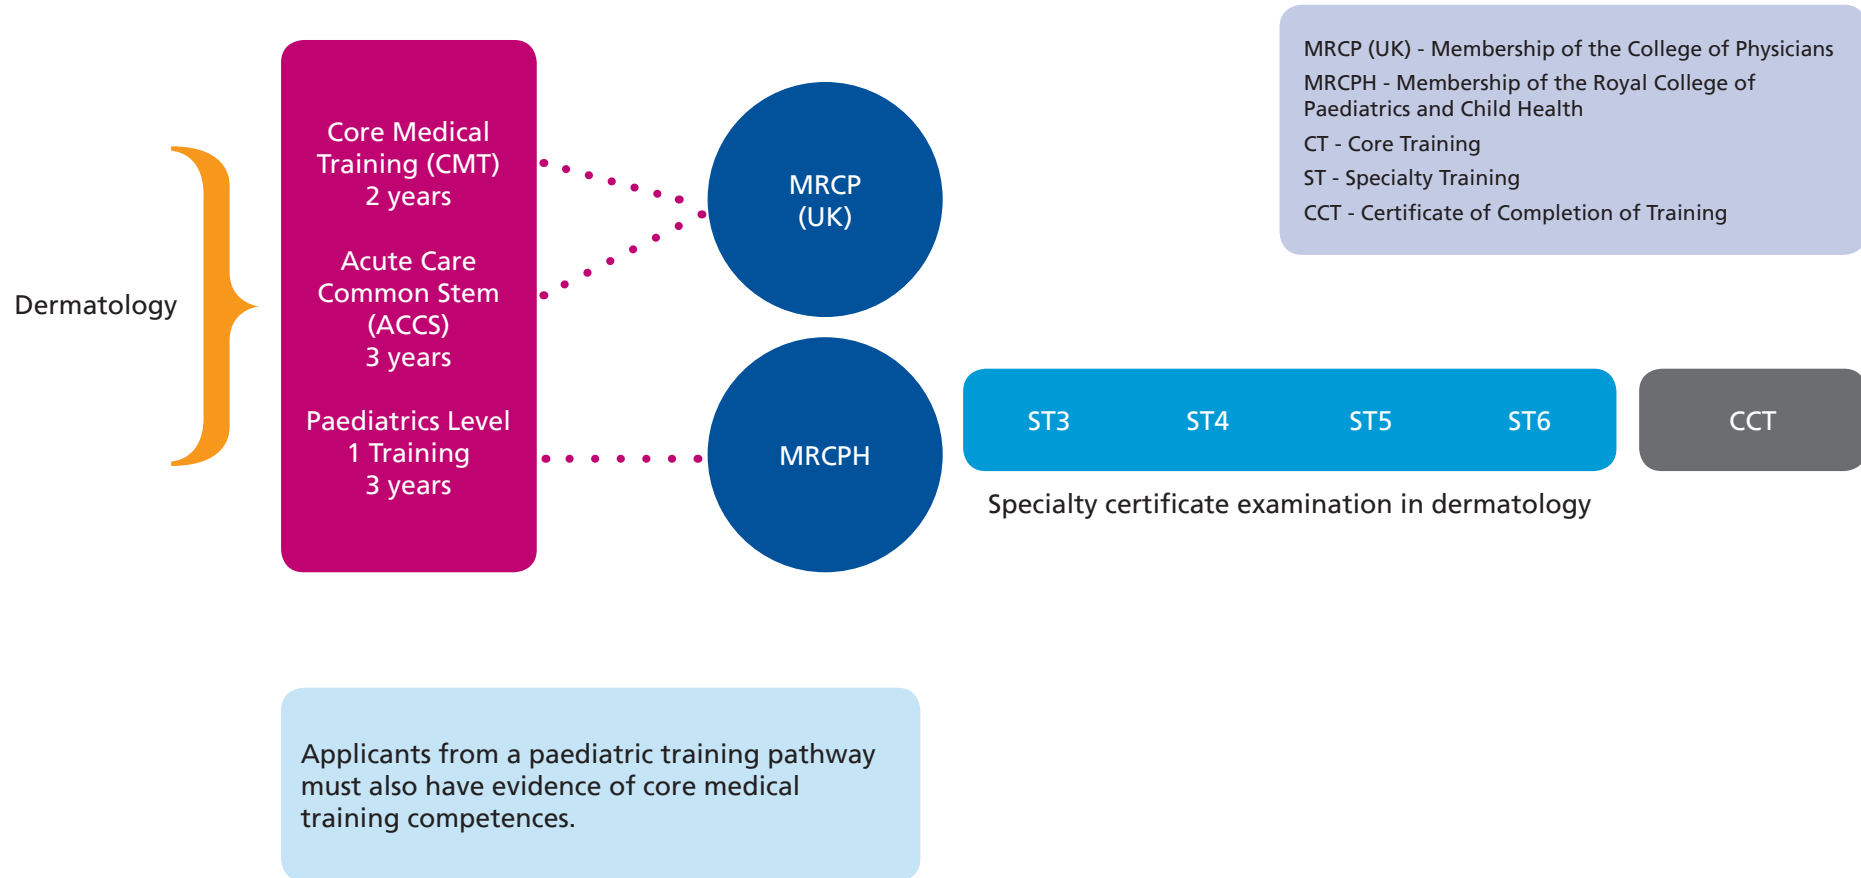 Dermatology
Core Medical
Training (CMT)
2 years
Acute Care
Common Stem
(ACCS)
3 years
Paediatrics Level
1 Training
3 years
MRCP
(UK)
MRCPH
MRCP (UK) - Membership of the College of Physicians
MRCPH - Membership of the Royal College of
Paediatrics and Child Health
CT - Core Training
ST - Specialty Training
CCT - Certificate of Completion of Training
ST3 ST4 ST5 ST6
CCT
Specialty certificate examination in dermatology
Applicants from a paediatric training pathway
must also have evidence of core medical
training competences.